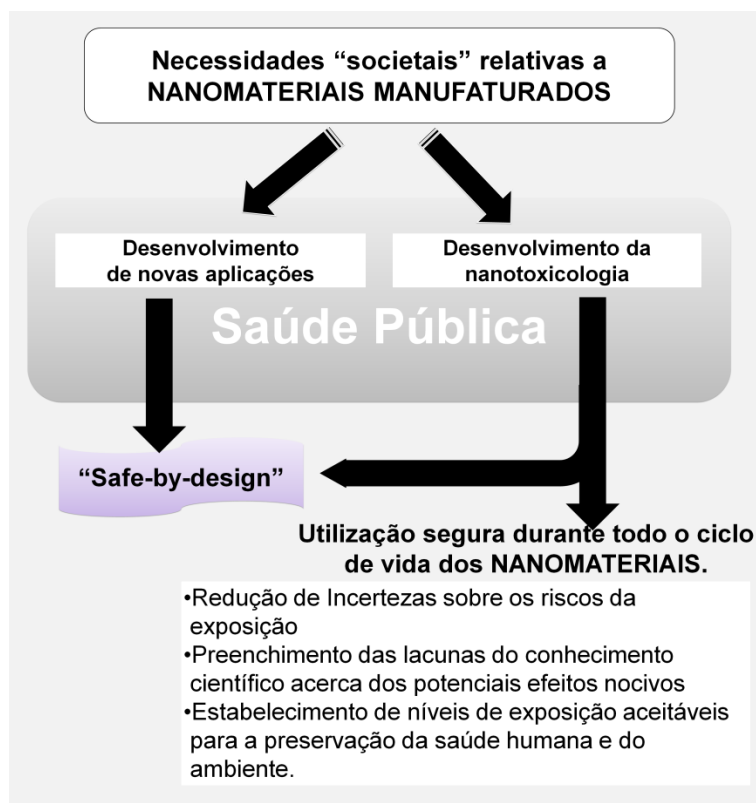 Necessidades “societais” relativas a
NANOMATERIAIS MANUFATURADOS
Desenvolvimento
de novas aplicações
Desenvolvimento da
nanotoxicologia
Saúde Pública
“Safe-by-design”
Utilização segura durante todo o ciclo
de vida dos NANOMATERIAIS.
•Redução de Incertezas sobre os riscos da
exposição
•Preenchimento das lacunas do conhecimento
científico acerca dos potenciais efeitos nocivos
•Estabelecimento de níveis de exposição aceitáveis
para a preservação da saúde humana e do
ambiente.